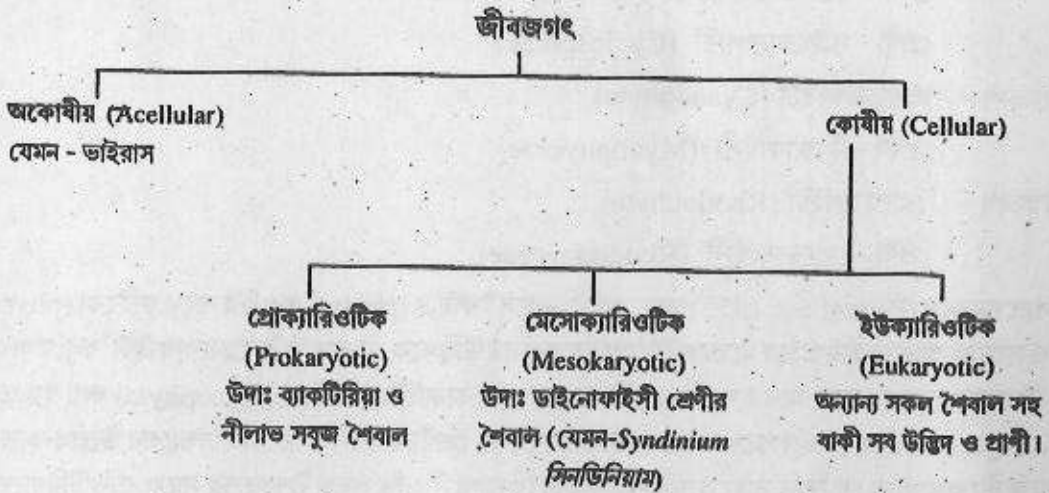 জীবজগৎ
অকোষীয় (Acellular)
যেমন - ভাইরাস
কোষীয় (Cellular)
প্রোক্যারিওটিক
(Prokaryotic)
উদাঃ ব্যাকটিরিয়া ও
নীলাভ সবুজ শৈবাল
মেসোক্যারিওটিক
(Mesokaryotic)
উদাঃ ডাইনোফাইসী শ্রেণীর
শৈবাল (যেমন-Syndinium
সিনডিনিয়াম)
ইউক্যারিওটিক
(Eukaryotic)
অন্যান্য সকল শৈবাল সহ
বাকী সব উদ্ভিদ ও প্রাণী।